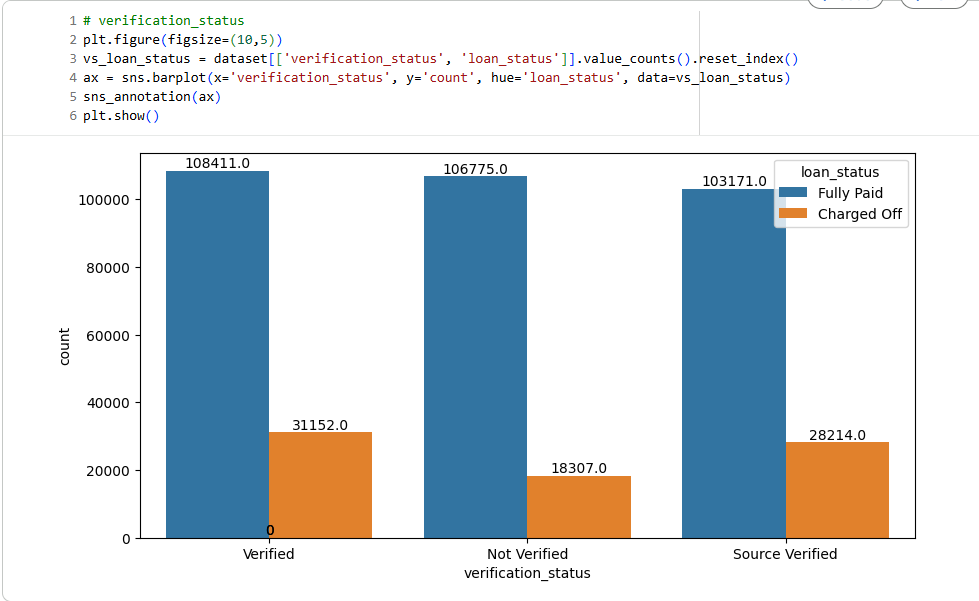 1 # verification_status
2 plt.figure(figsize=(10,5))
3 vs_loan_status = dataset[['verification_status', 'loan_status']].value_counts().reset_index()
4 ax = sns.barplot(x='verification_status', y='count', hue='loan_status', data=vs_loan_status)
5 sns_annotation(ax)
6 plt.show()
108411.0
106775.0
103171.0
loan_status
Fully Paid
Charged Off
100000
80000
60000
40000
20000
0
count
31152.0
18307.0
28214.0
0
Verified
Not Verified
Source Verified
verification_status